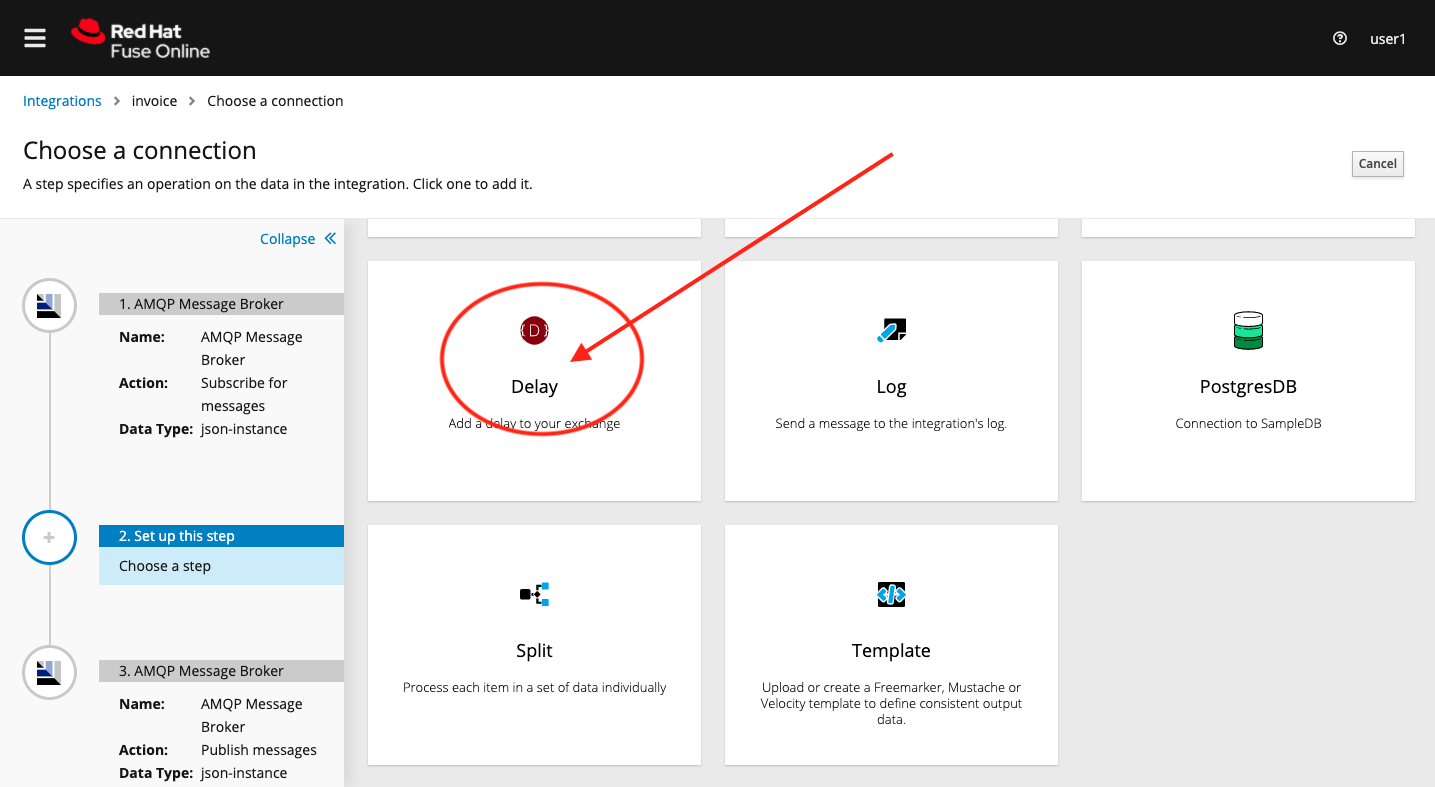 Red Hat
Fuse Online
user1
Integrations > invoice > Choose a connection
Choose a connection
A step specifies an operation on the data in the integration. Click one to add it.
Cancel
Collapse
1. AMQP Message Broker
Name: AMQP Message
Broker
Action: Subscribe for
messages
Data Type: json-instance
2. Set up this step
Choose a step
3. AMQP Message Broker
Name: AMQP Message
Broker
Action: Publish messages
Data Type: json-instance
D
Delay
Add a delay to your exchange
Log
Send a message to the integration's log.
PostgresDB
Connection to SampleDB
Split
Process each item in a set of data individually
Template
Upload or create a Freemarker, Mustache or
Velocity template to define consistent output
data.